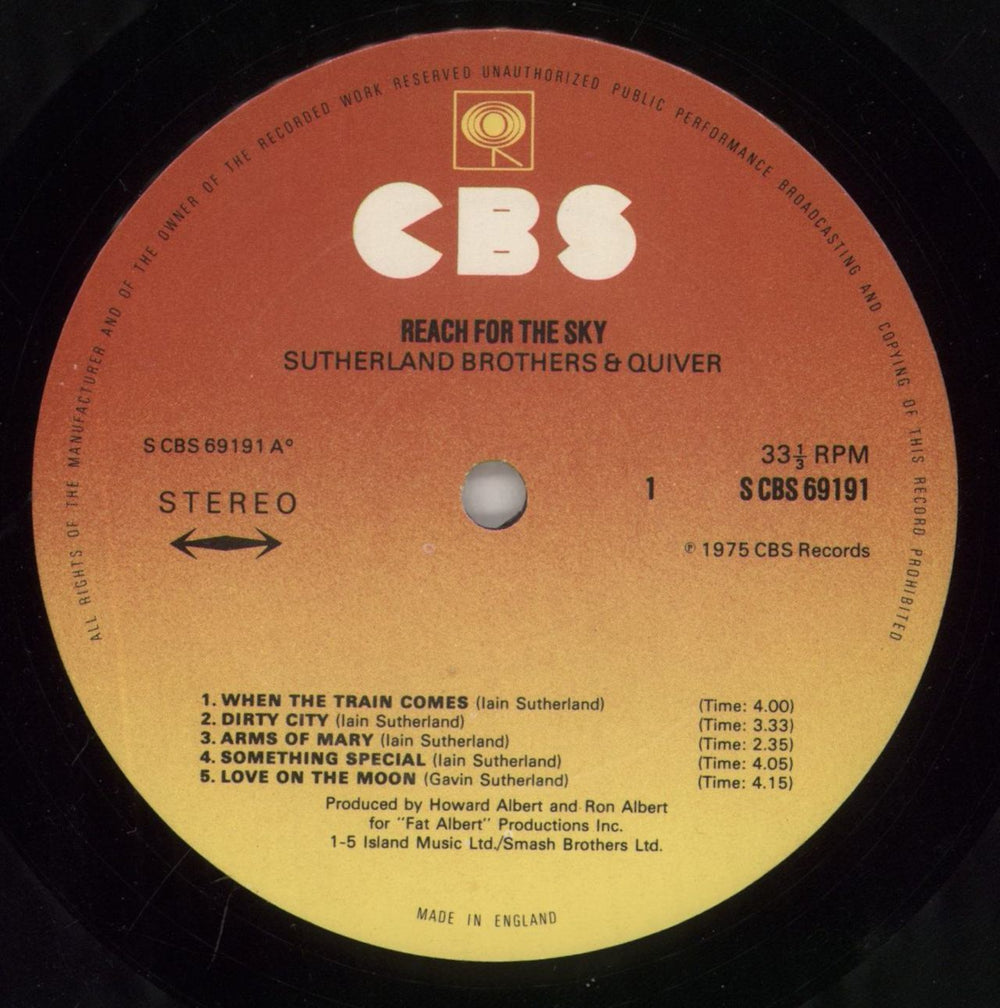 ALL RIGHTS OF THE MANUFACTURER AND OF THE OWNER OF THE RECORDED WORK RESERVED UNAUTHORIZED PUBLIC PERFORMANCE BROADCASTING AND COPYING OF THIS RECORD PROHIBITED
CBS
REACH FOR THE SKY
SUTHERLAND BROTHERS & QUIVER
S CBS 69191 A°
STEREO
33⅓ RPM
1 S CBS 69191
℗ 1975 CBS Records
1. WHEN THE TRAIN COMES (Iain Sutherland) (Time: 4.00)
2. DIRTY CITY (Iain Sutherland) (Time: 3.33)
3. ARMS OF MARY (Iain Sutherland) (Time: 2.35)
4. SOMETHING SPECIAL (Iain Sutherland) (Time: 4.05)
5. LOVE ON THE MOON (Gavin Sutherland) (Time: 4.15)
Produced by Howard Albert and Ron Albert
for "Fat Albert" Productions Inc.
1-5 Island Music Ltd./Smash Brothers Ltd.
MADE IN ENGLAND